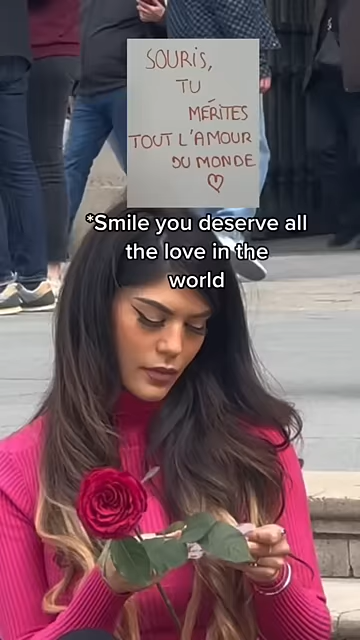 SOURIS,
TU
MÉRITES
TOUT L'AMOUR
DU MONDE
*Smile you deserve all
the love in the
world